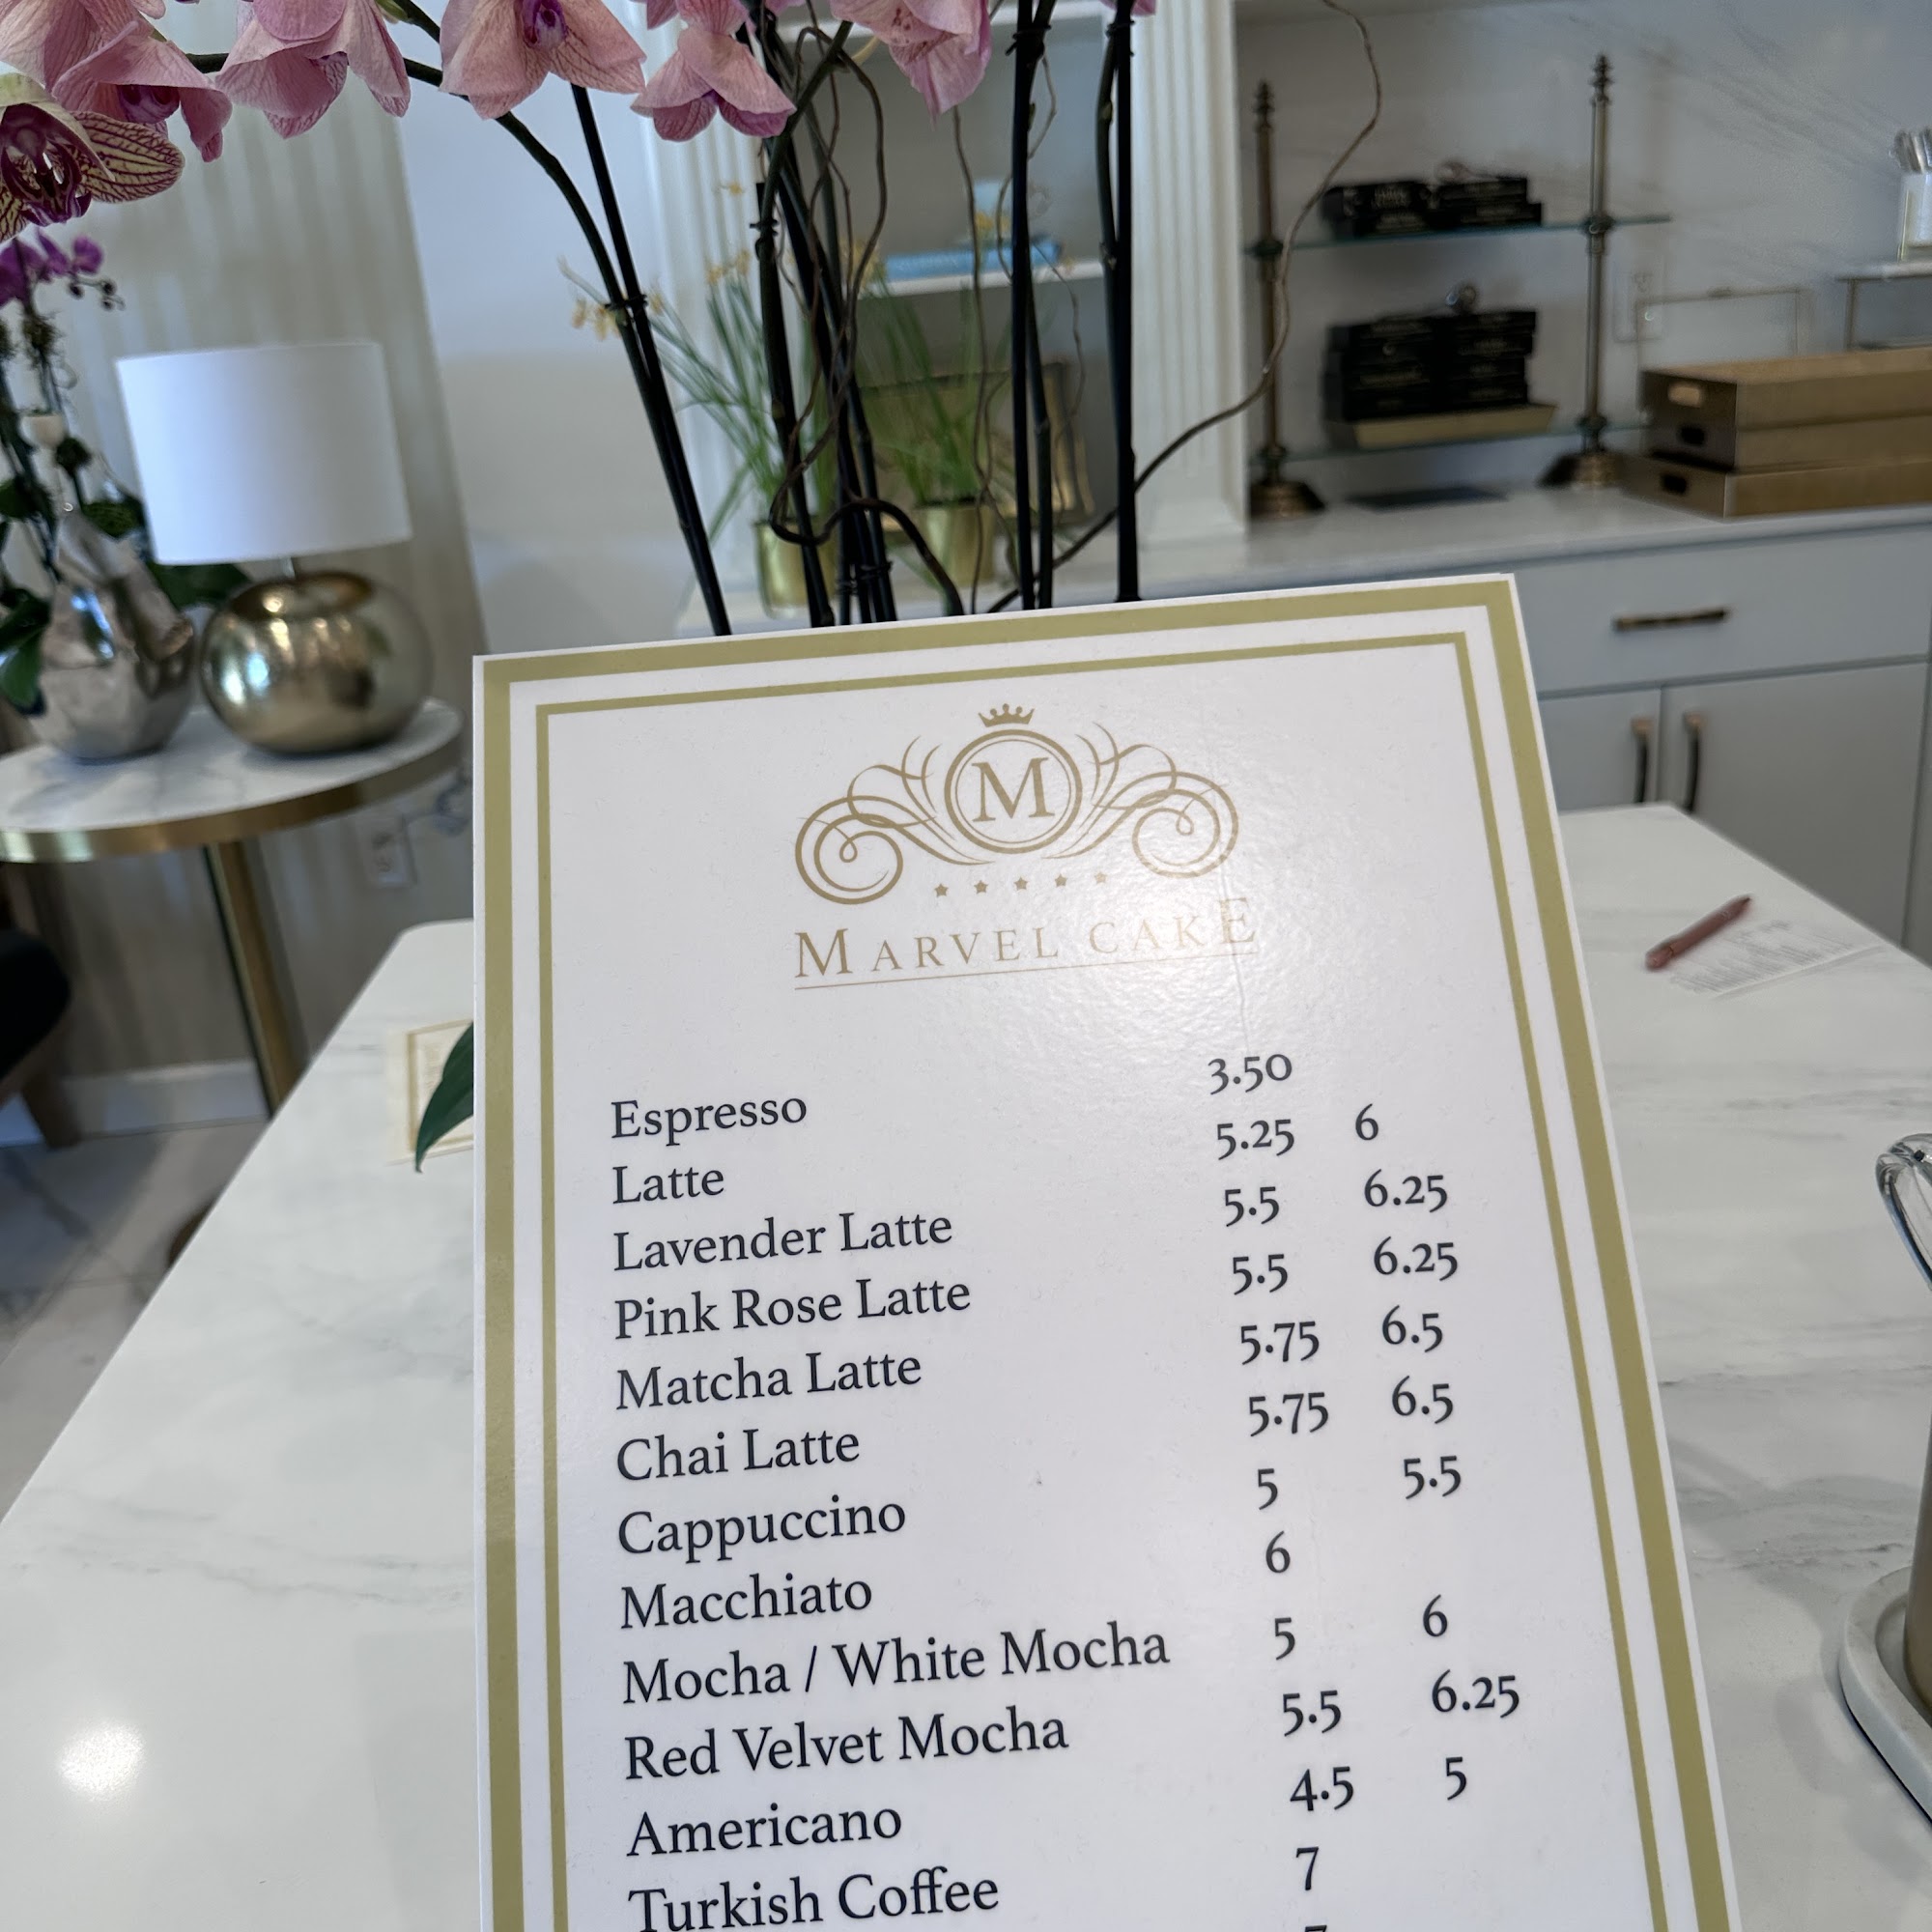 M
MARVEL CAKE
Espresso 3.50
Latte 5.25 6
Lavender Latte 5.5 6.25
Pink Rose Latte 5.5 6.25
Matcha Latte 5.75 6.5
Chai Latte 5.75 6.5
Cappuccino 5 5.5
Macchiato 6
Mocha / White Mocha 5 6
Red Velvet Mocha 5.5 6.25
Americano 4.5 5
Turkish Coffee 7